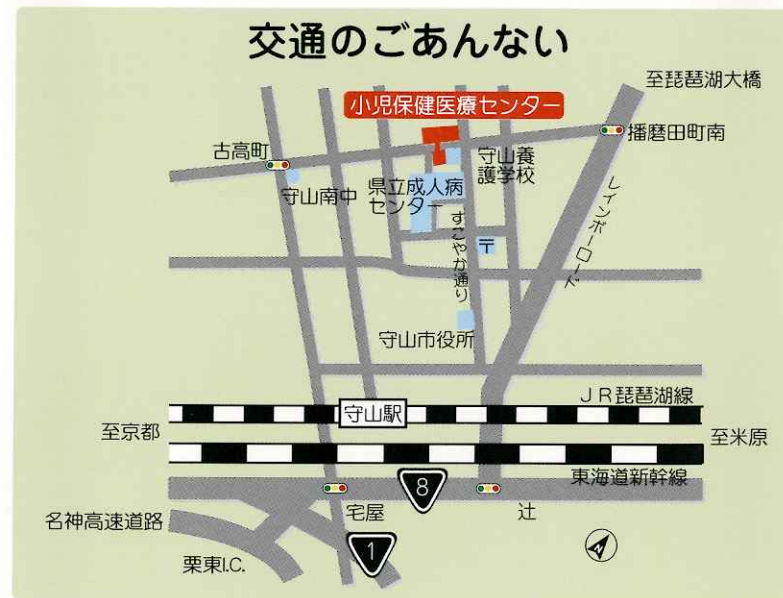 交通のごあんない
至琵琶湖大橋
小児保健医療センター
播磨田町南
古高町
守山養
護学校
守山南中
県立成人病
センター
レインボーロード
すこやか通り
〒
守山市役所
JR琵琶湖線
守山駅
至京都
至米原
東海道新幹線
8
宅屋
辻
名神高速道路
1
栗東I.C.
N